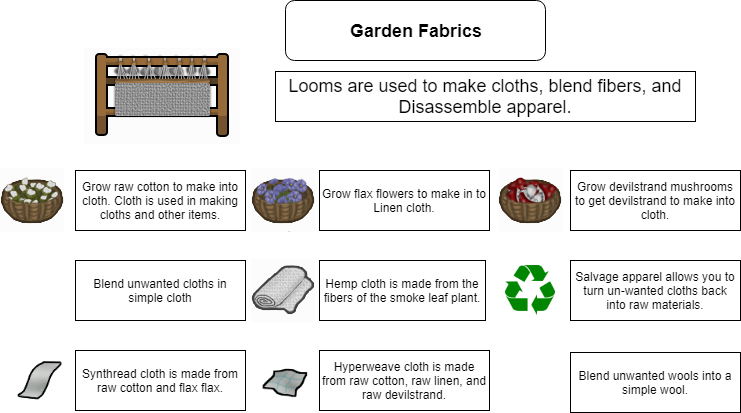 Garden Fabrics
Looms are used to make cloths, blend fibers, and
Disassemble apparel.
Grow raw cotton to make into
cloth. Cloth is used in making
cloths and other items.
Grow flax flowers to make in to
Linen cloth.
Grow devilstrand mushrooms
to get devilstrand to make into
cloth.
Blend unwanted cloths in
simple cloth
Hemp cloth is made from the
fibers of the smoke leaf plant.
Salvage apparel allows you to
turn un-wanted cloths back
into raw materials.
Synthread cloth is made from
raw cotton and flax flax.
Hyperweave cloth is made
from raw cotton, raw linen, and
raw devilstrand.
Blend unwanted wools into a
simple wool.